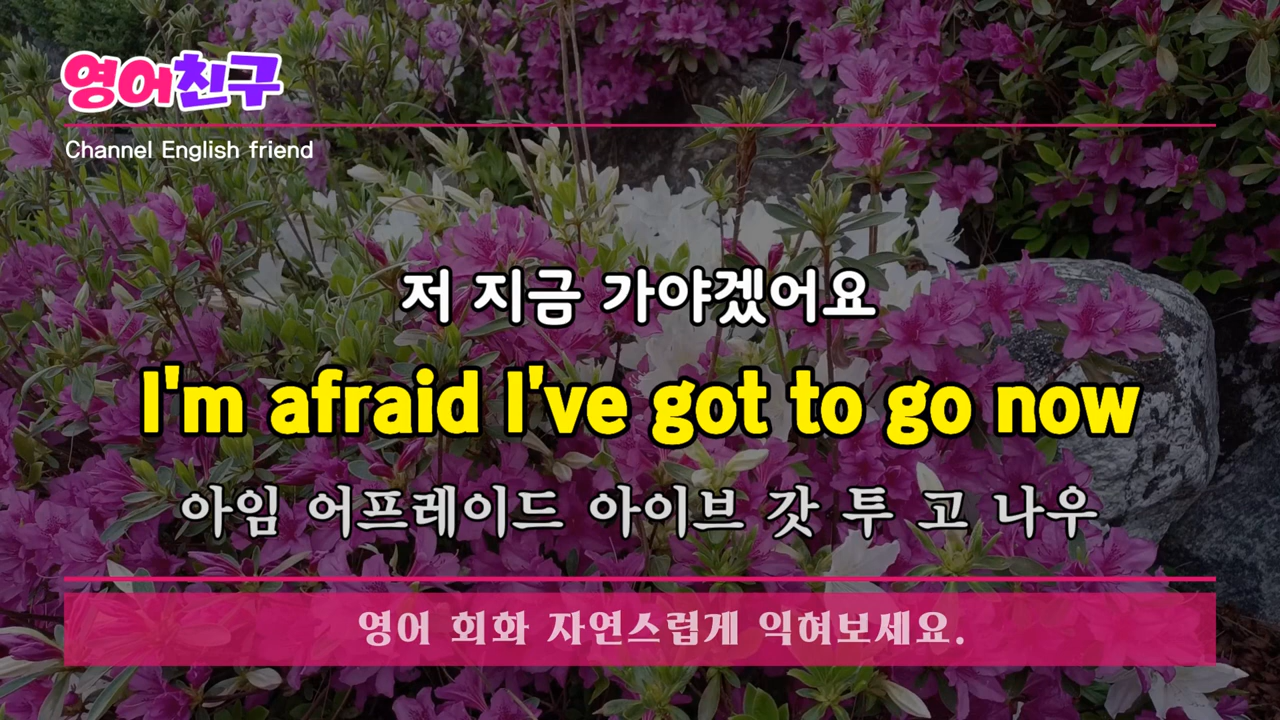 영어친구
Channel English friend
저 지금 가야겠어요
I'm afraid I've got to go now
아임 어프레이드 아이브 갓 투 고 나우
영어 회화 자연스럽게 익혀보세요.